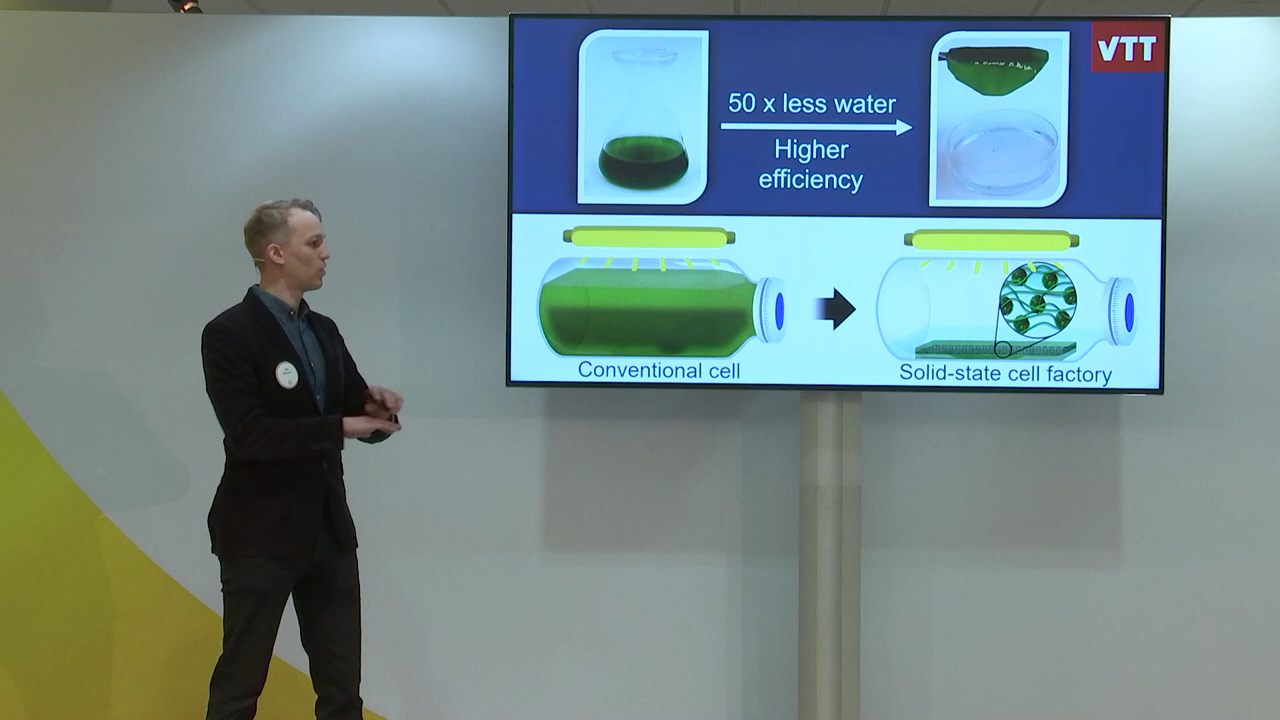 VTT
50 x less water
Higher
efficiency
Conventional cell
Solid-state cell factory